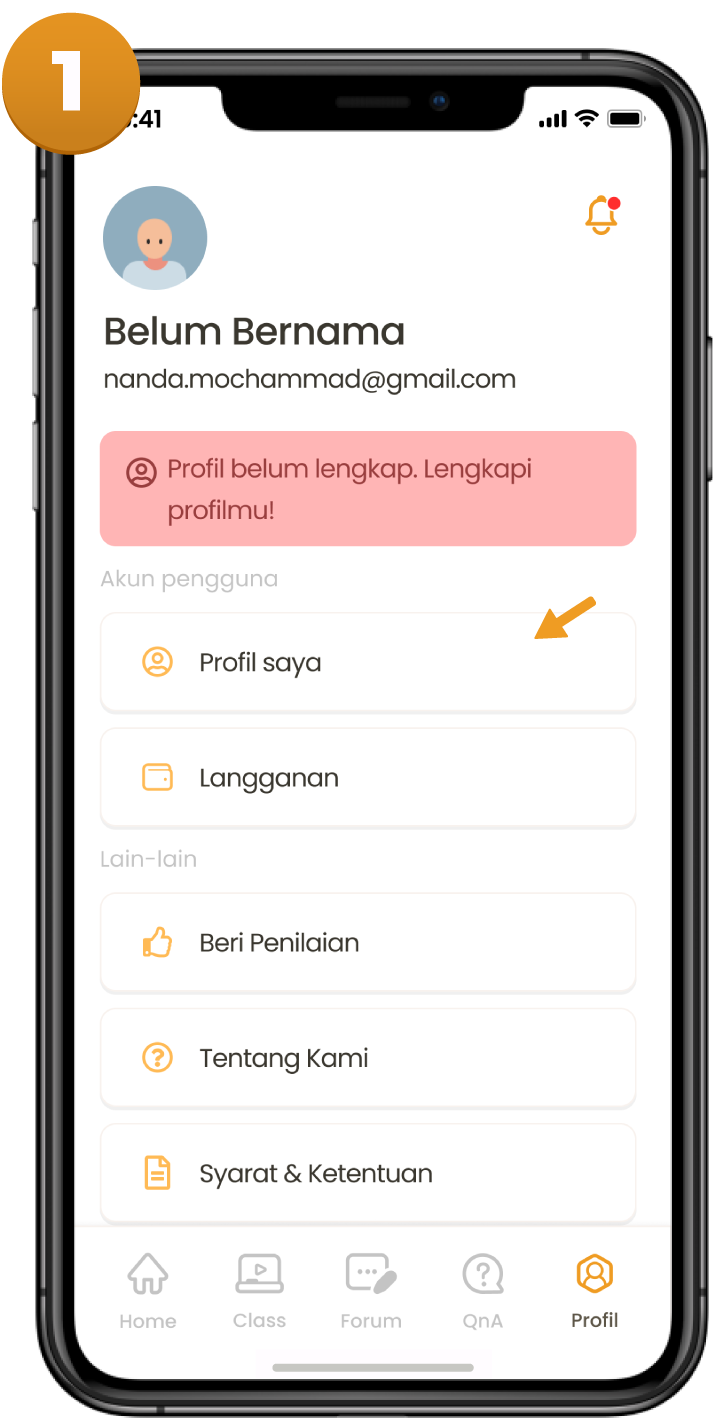 1
:41
Belum Bernama
nanda.mochammad@gmail.com
Profil belum lengkap. Lengkapi
profilmu!
Akun pengguna
Profil saya
Langganan
Lain-lain
Beri Penilaian
Tentang Kami
Syarat & Ketentuan
Home Class Forum QnA Profil